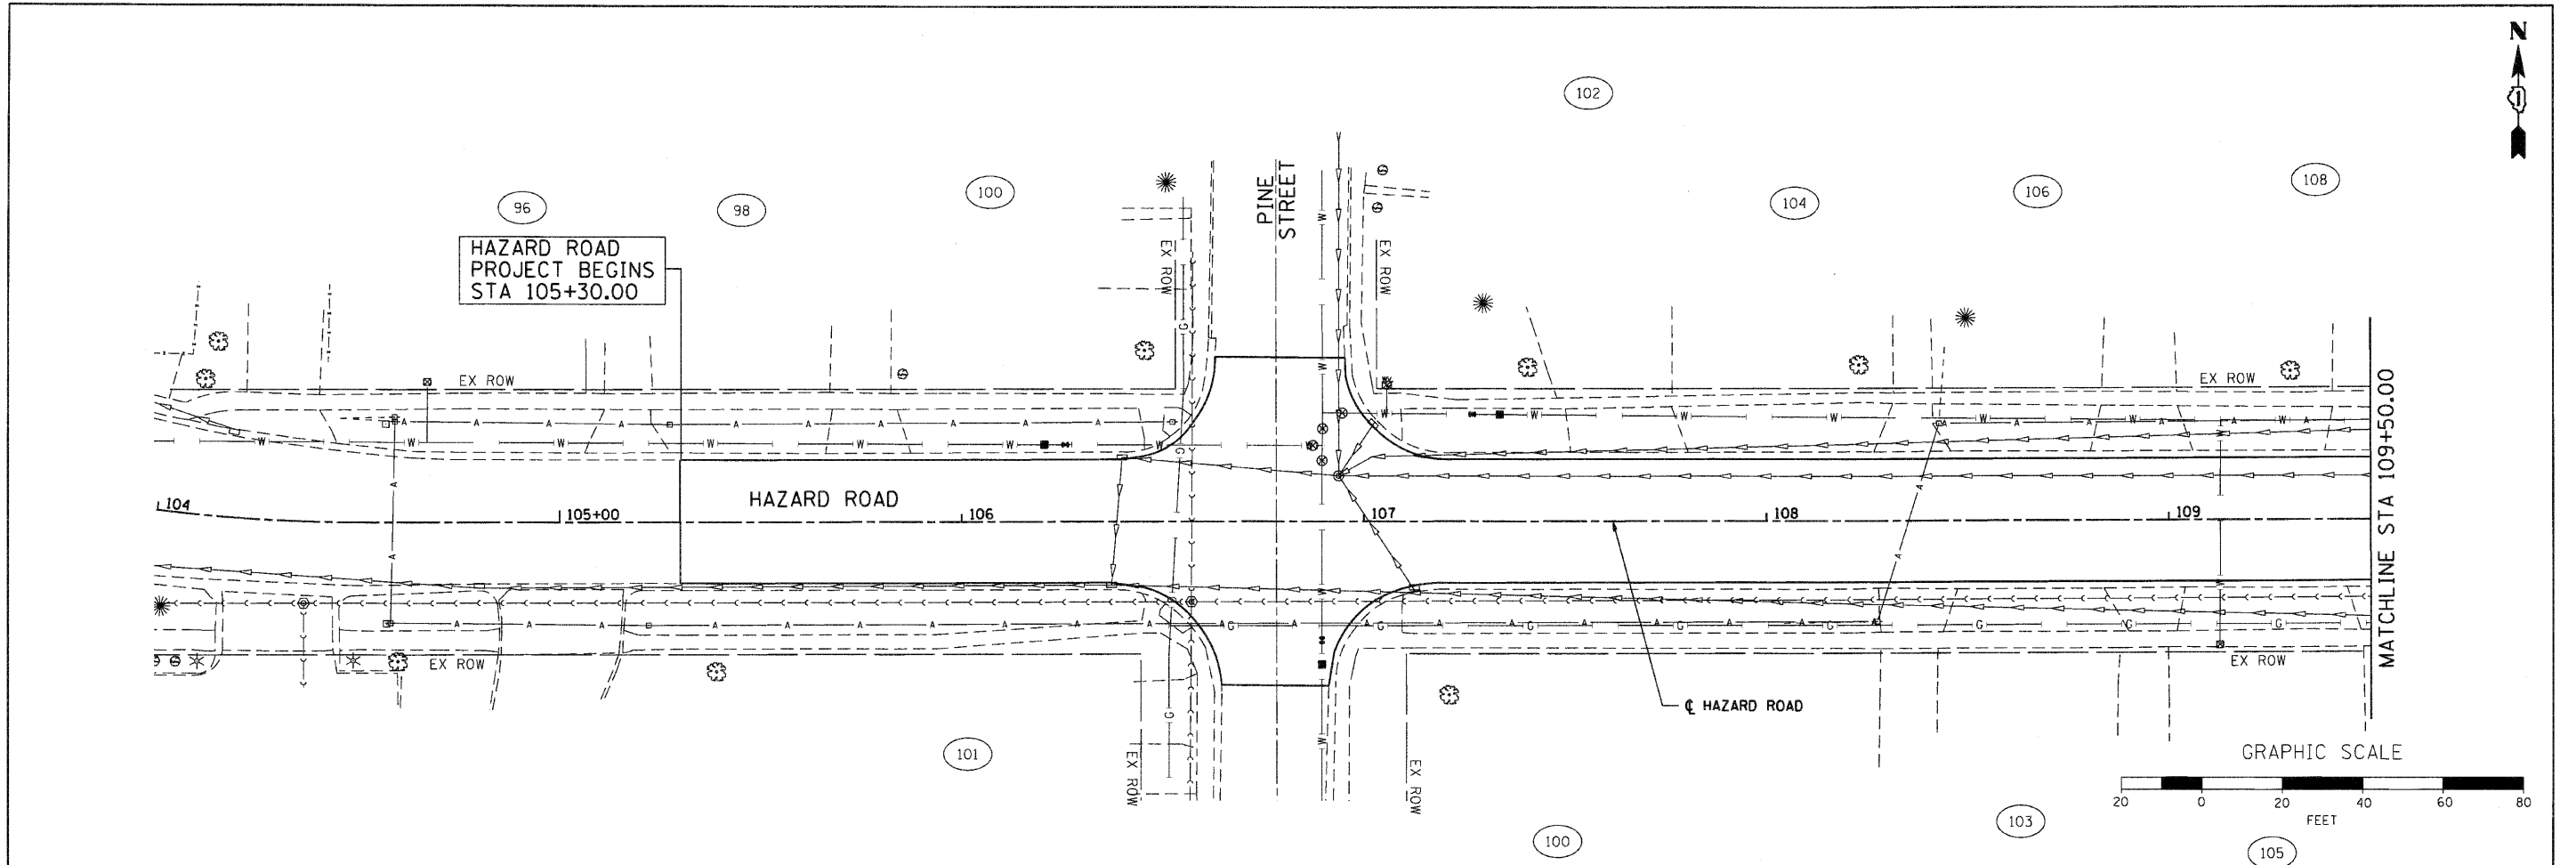 N
102
96
98
100
104
106
108
PINE
STREET
HAZARD ROAD
PROJECT BEGINS
STA 105+30.00
EX ROW
EX ROW
EX ROW
EX ROW
HAZARD ROAD
104
105+00
106
107
108
109
MATCHLINE STA 109+50.00
EX ROW
EX ROW
℄ HAZARD ROAD
EX ROW
EX ROW
101
100
103
105
GRAPHIC SCALE
20 0 20 40 60 80
FEET